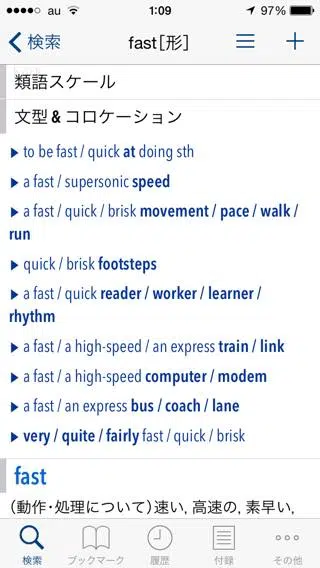 au 1:09 97%
検索 fast[形]
類語スケール
文型 & コロケーション
▶ to be fast / quick at doing sth
▶ a fast / supersonic speed
▶ a fast / quick / brisk movement / pace / walk /
run
▶ quick / brisk footsteps
▶ a fast / quick reader / worker / learner /
rhythm
▶ a fast / a high-speed / an express train / link
▶ a fast / a high-speed computer / modem
▶ a fast / an express bus / coach / lane
▶ very / quite / fairly fast / quick / brisk
fast
(動作・処理について)速い, 高速の, 素早い,
検索 ブックマーク 履歴 付録 その他